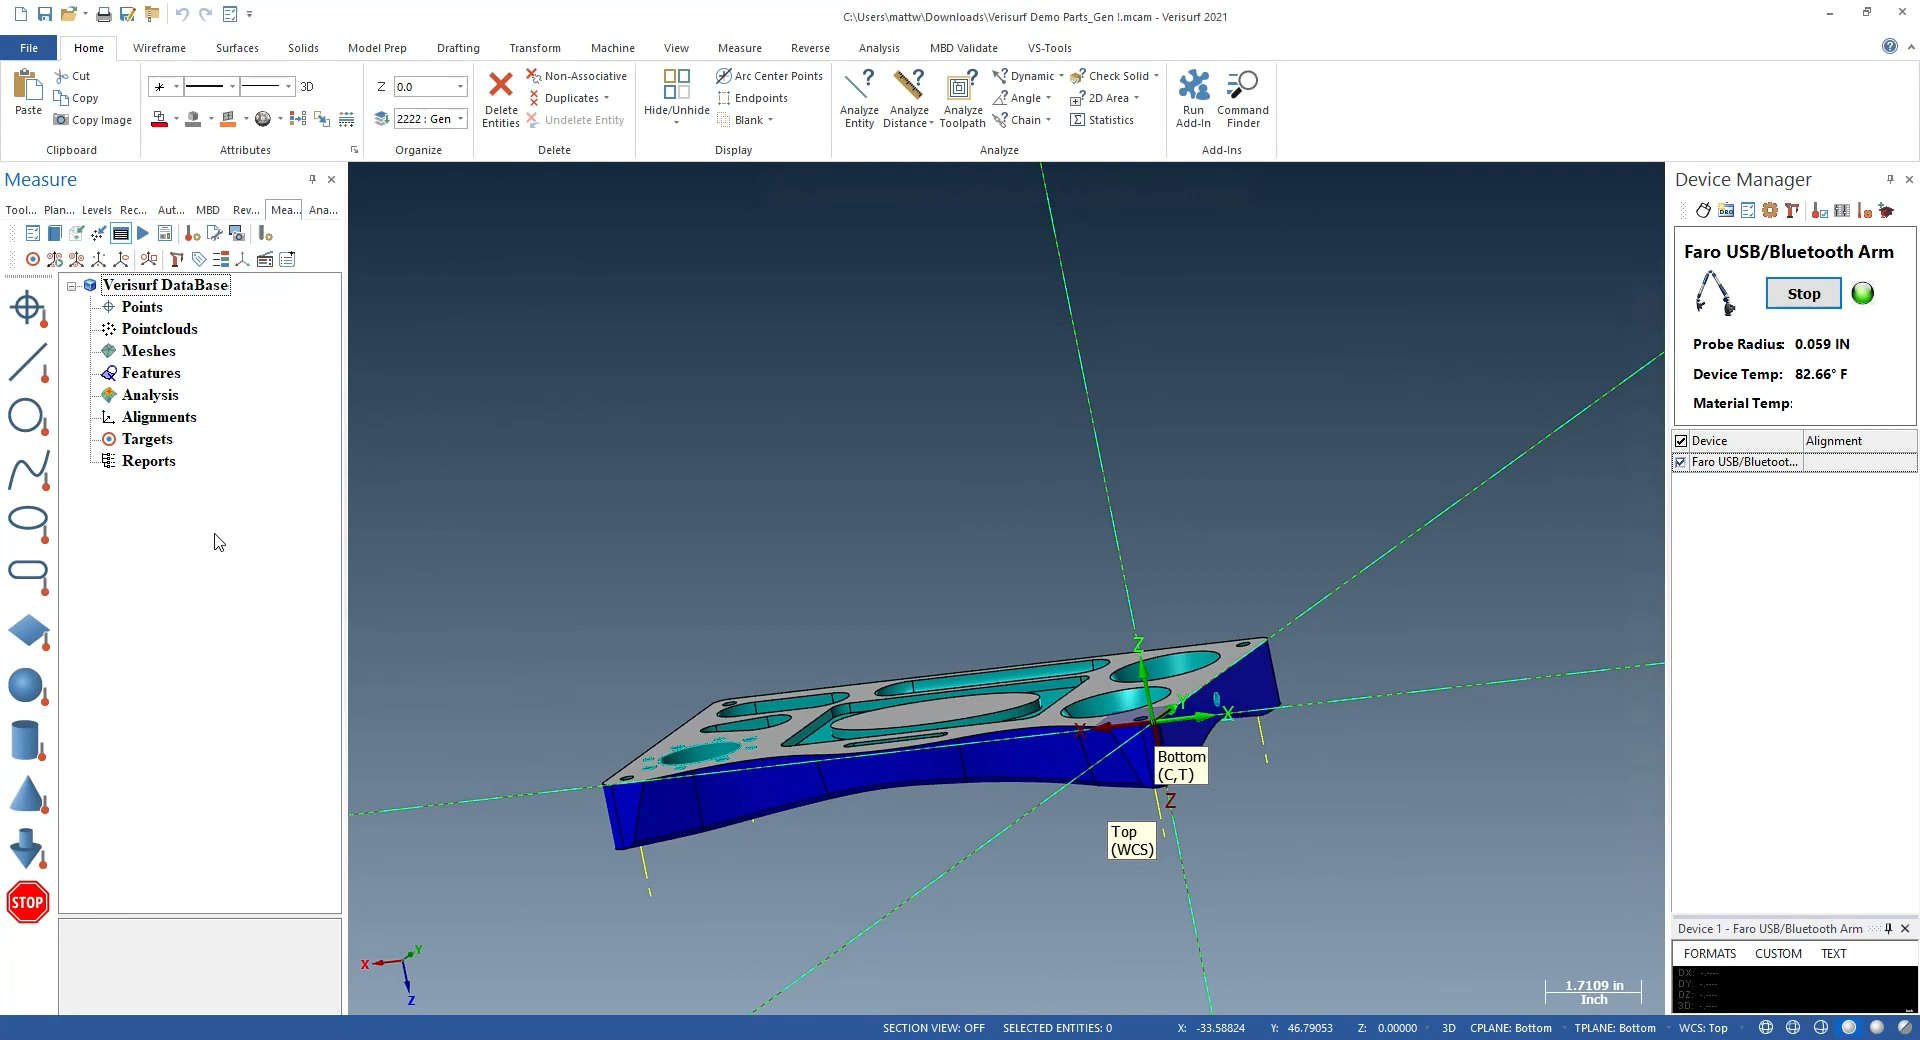 C:\Users\mattw\Downloads\Verisurf Demo Parts_Gen !.mcam - Verisurf 2021
File Home Wireframe Surfaces Solids Model Prep Drafting Transform Machine View Measure Reverse Analysis MBD Validate VS-Tools
Paste
Cut
Copy
Copy Image
Clipboard
3D
Attributes
Z 0.0
2222 : Gen
Organize
Delete Entities
Non-Associative
Duplicates
Undelete Entity
Delete
Hide/Unhide
Arc Center Points
Endpoints
Blank
Display
Analyze Entity
Analyze Distance
Analyze Toolpath
Dynamic
Angle
Chain
Check Solid
2D Area
Statistics
Analyze
Run Add-In
Command Finder
Add-Ins
Measure
Tool... Plan... Levels Rec... Aut... MBD Rev... Mea... Ana...
Verisurf DataBase
Points
Pointclouds
Meshes
Features
Analysis
Alignments
Targets
Reports
STOP
Z
Y
X
X
Bottom
(C,T)
Z
Top
(WCS)
Y
X
Z
1.7109 in
Inch
Device Manager
DRO
Faro USB/Bluetooth Arm
Stop
Probe Radius: 0.059 IN
Device Temp: 82.66° F
Material Temp:
Device Alignment
Faro USB/Bluetoot...
Device 1 - Faro USB/Bluetooth Arm
FORMATS CUSTOM TEXT
DX: -.----
DY: -.----
DZ: -.----
3D: -.----
SECTION VIEW: OFF SELECTED ENTITIES: 0 X: -33.58824 Y: 46.79053 Z: 0.00000 3D CPLANE: Bottom TPLANE: Bottom WCS: Top